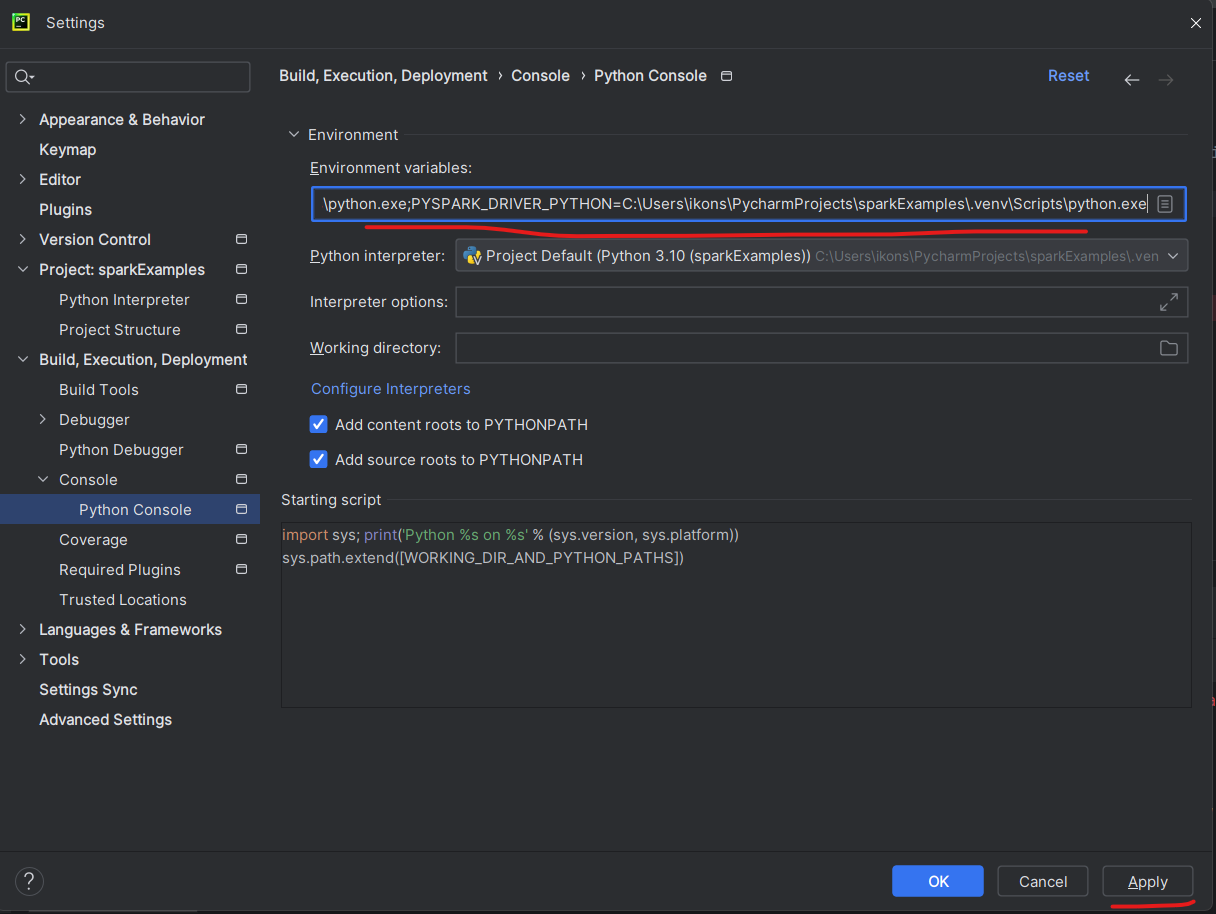 PC
Settings
Build, Execution, Deployment › Console › Python Console
Reset
Appearance & Behavior
Keymap
Editor
Plugins
Version Control
Project: sparkExamples
Python Interpreter
Project Structure
Build, Execution, Deployment
Build Tools
Debugger
Python Debugger
Console
Python Console
Coverage
Required Plugins
Trusted Locations
Languages & Frameworks
Tools
Settings Sync
Advanced Settings
Environment
Environment variables:
\python.exe;PYSPARK_DRIVER_PYTHON=C:\Users\ikons\PycharmProjects\sparkExamples\.venv\Scripts\python.exe
Python interpreter: Project Default (Python 3.10 (sparkExamples)) C:\Users\ikons\PycharmProjects\sparkExamples\.ven
Interpreter options:
Working directory:
Configure Interpreters
Add content roots to PYTHONPATH
Add source roots to PYTHONPATH
Starting script
import sys; print('Python %s on %s' % (sys.version, sys.platform))
sys.path.extend([WORKING_DIR_AND_PYTHON_PATHS])
?
OK
Cancel
Apply